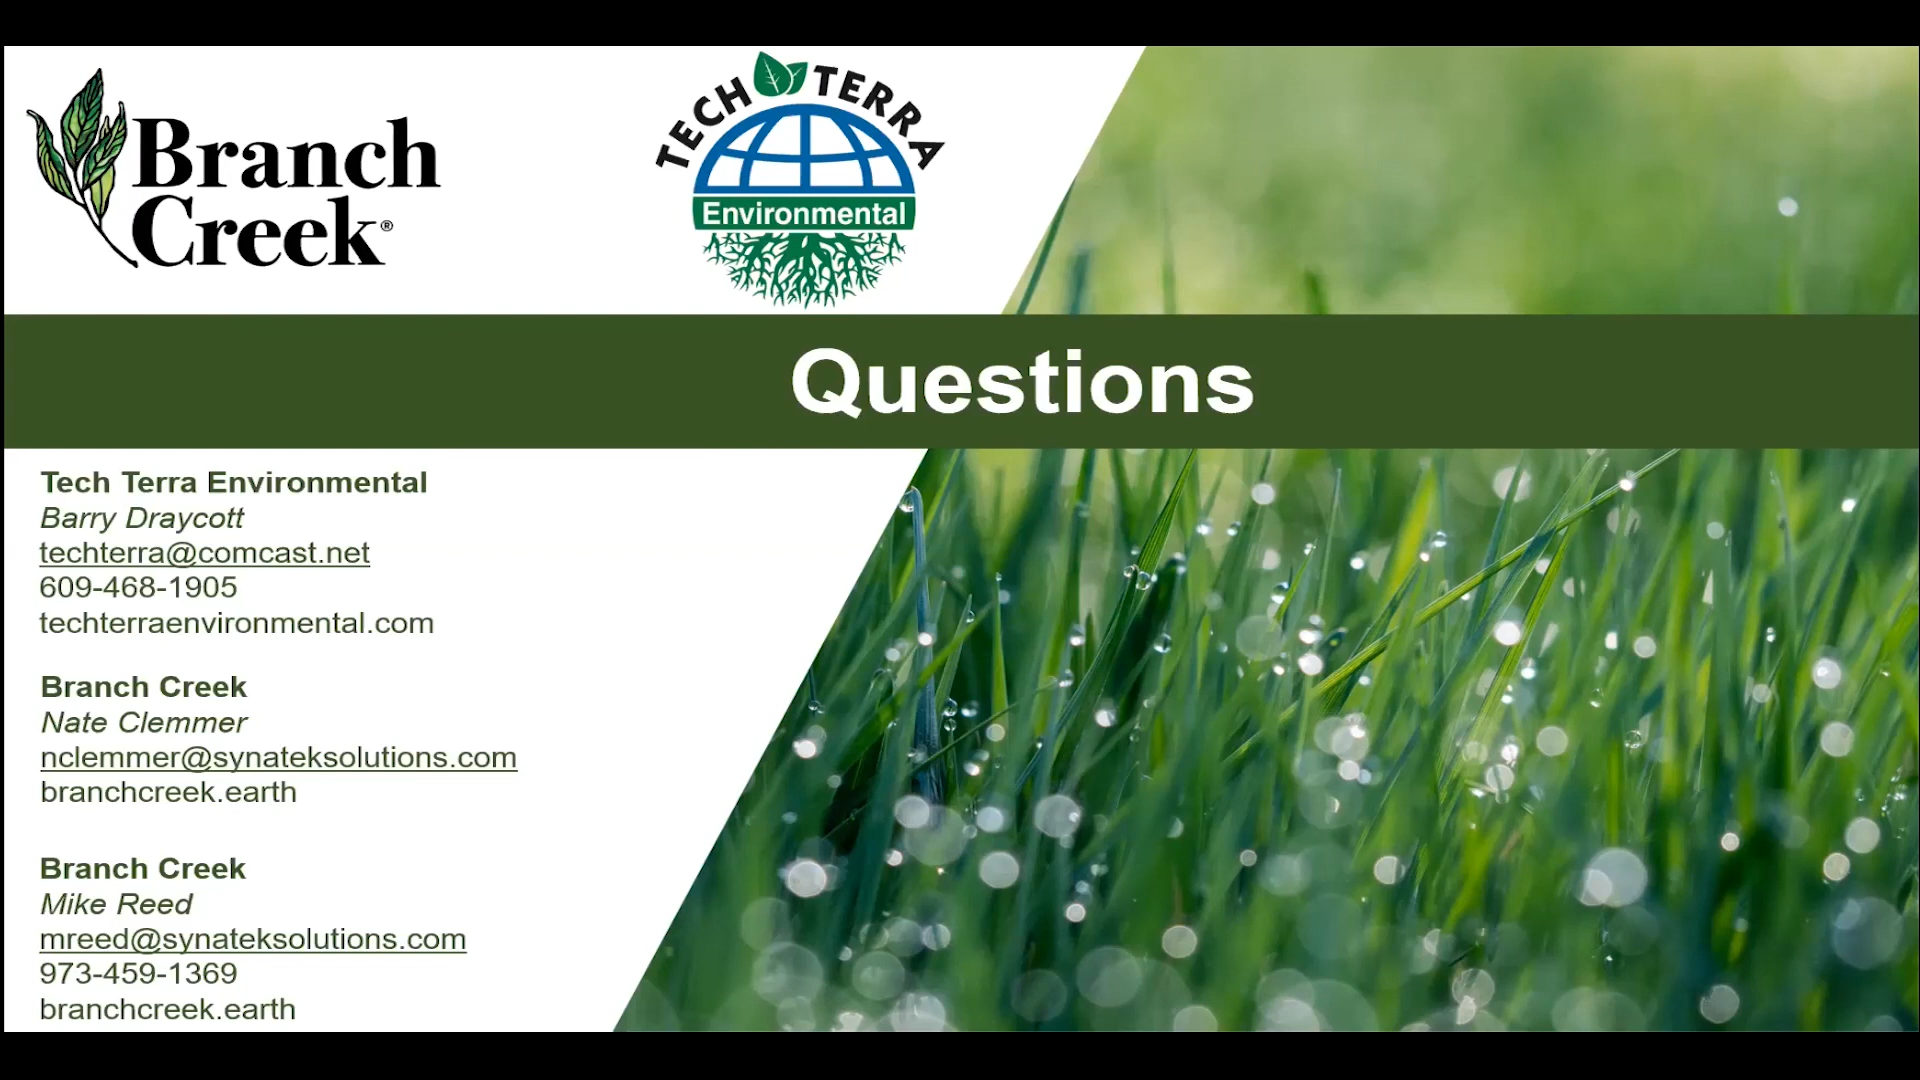 Branch
Creek®
TECH TERRA
Environmental
Questions
Tech Terra Environmental
Barry Draycott
techterra@comcast.net
609-468-1905
techterraenvironmental.com
Branch Creek
Nate Clemmer
nclemmer@synateksolutions.com
branchcreek.earth
Branch Creek
Mike Reed
mreed@synateksolutions.com
973-459-1369
branchcreek.earth